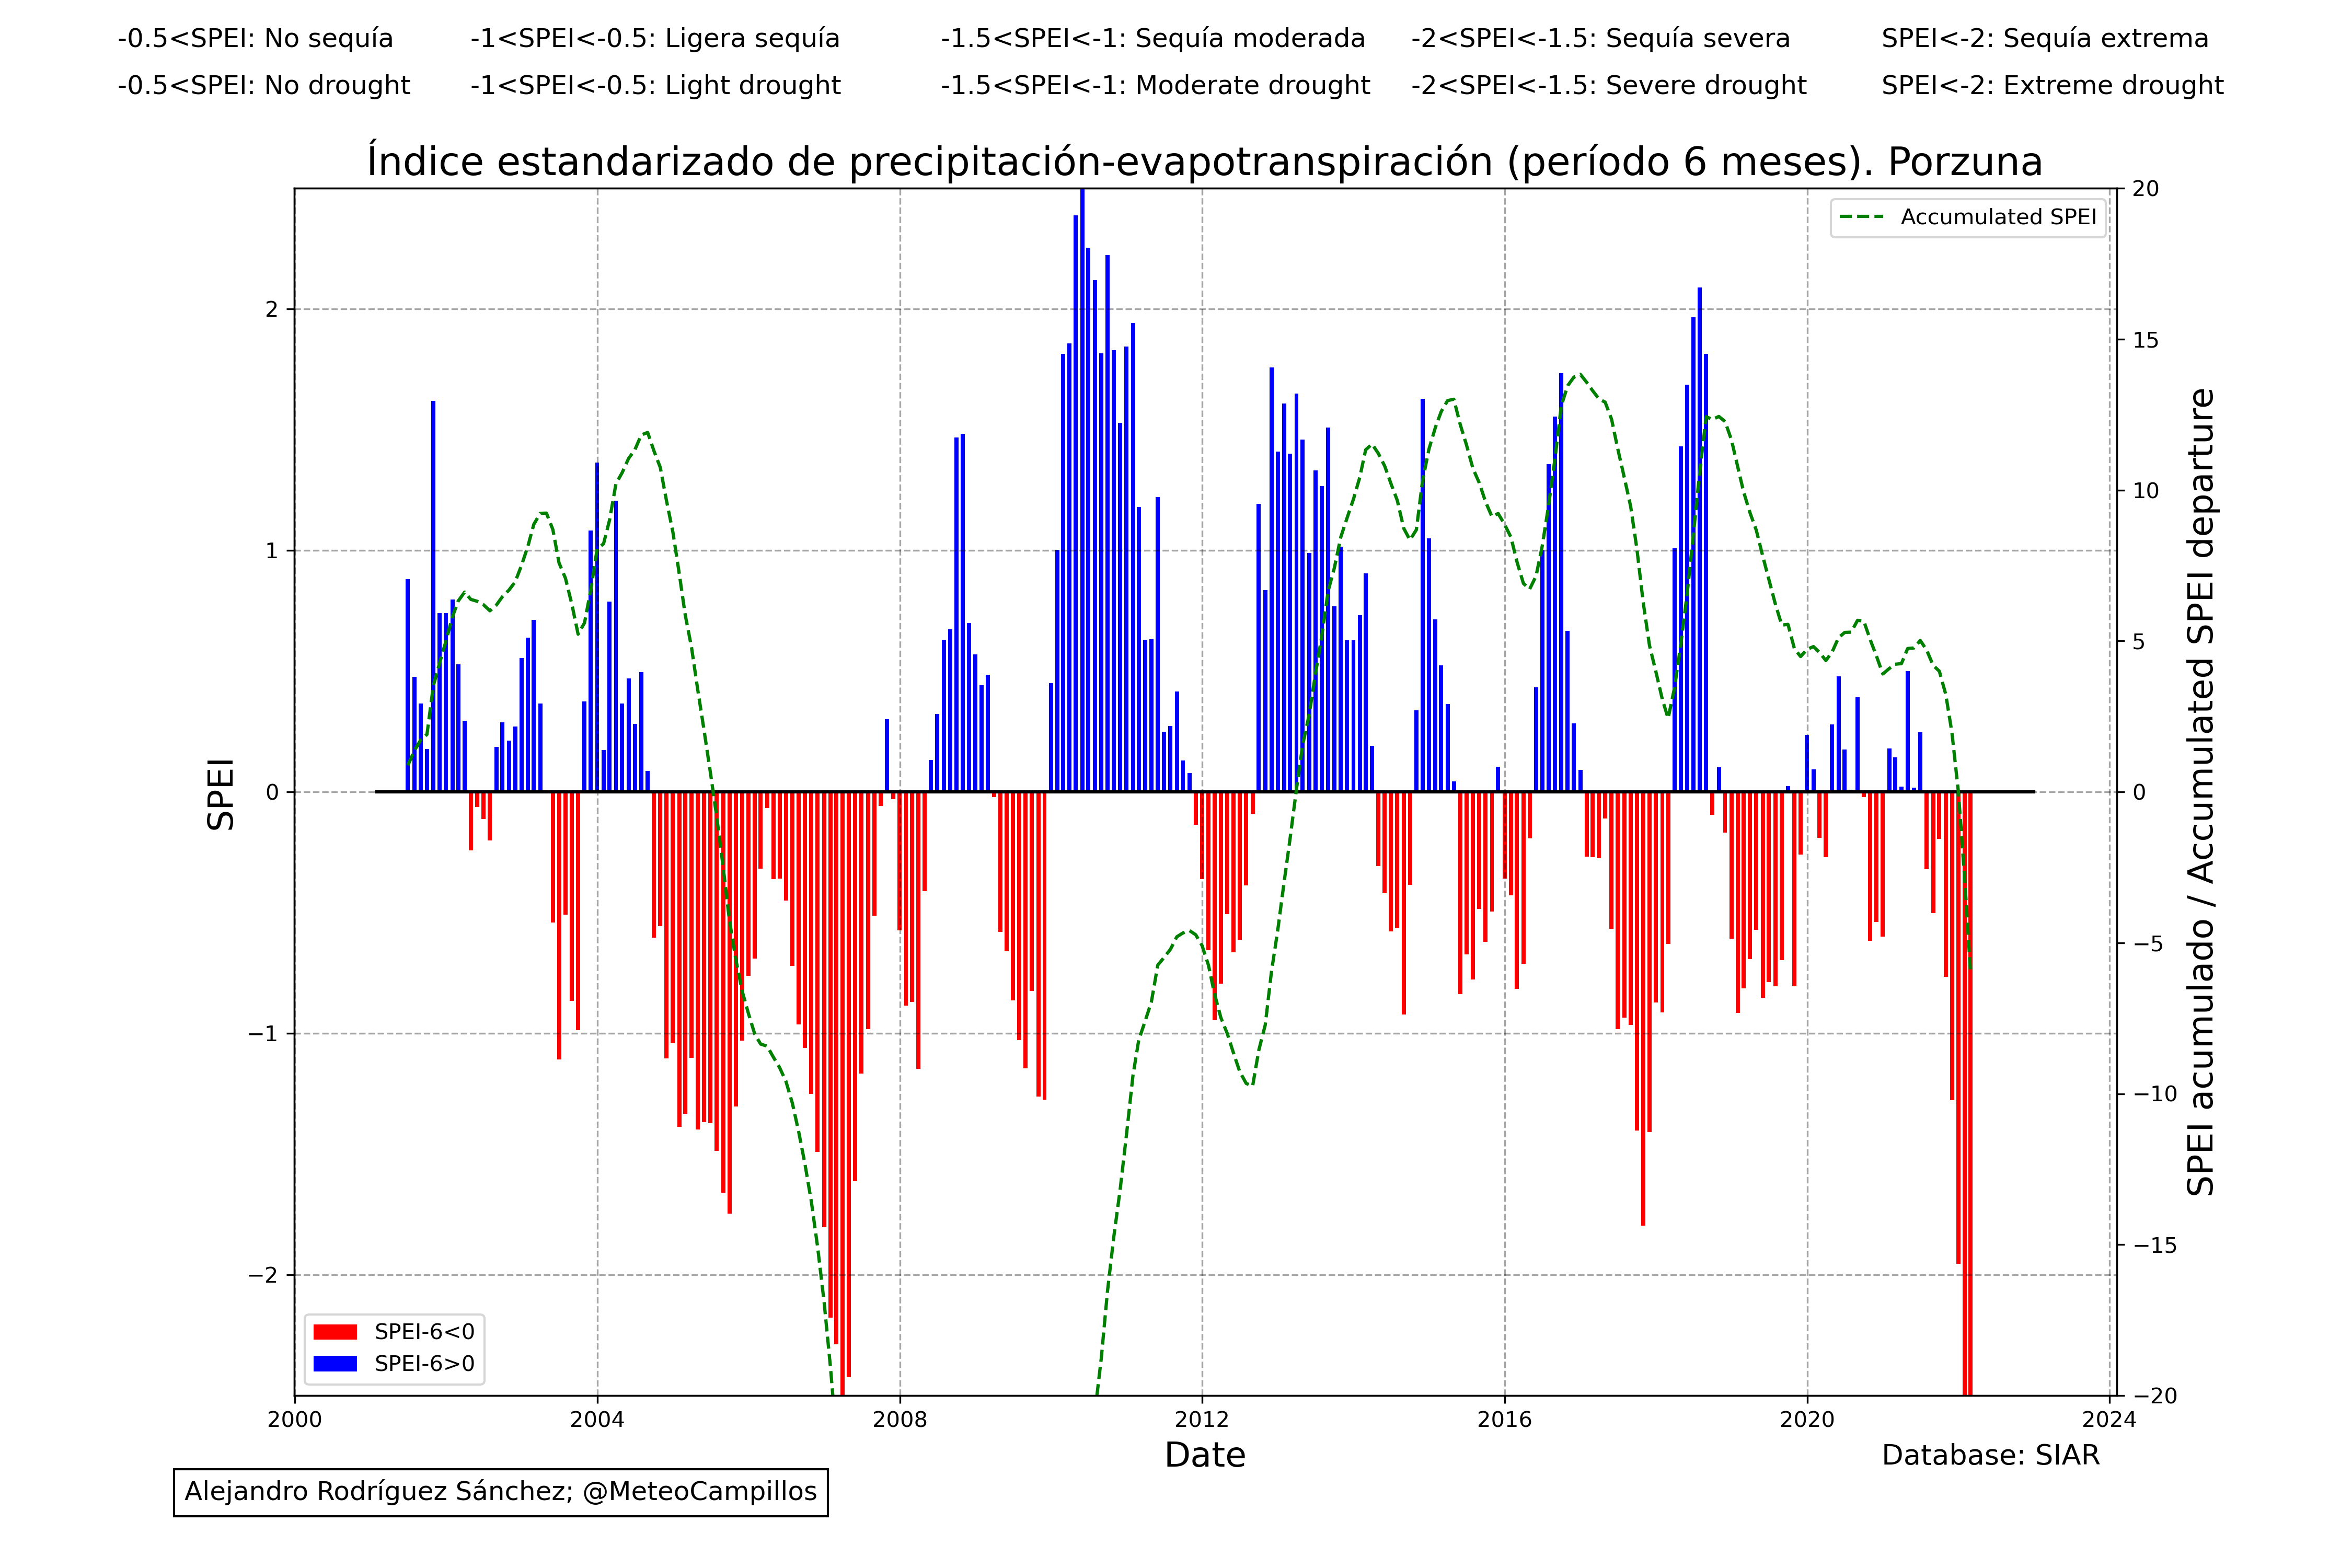 -0.5<SPEI: No sequía -1<SPEI<-0.5: Ligera sequía -1.5<SPEI<-1: Sequía moderada -2<SPEI<-1.5: Sequía severa SPEI<-2: Sequía extrema
-0.5<SPEI: No drought -1<SPEI<-0.5: Light drought -1.5<SPEI<-1: Moderate drought -2<SPEI<-1.5: Severe drought SPEI<-2: Extreme drought
Índice estandarizado de precipitación-evapotranspiración (período 6 meses). Porzuna
Accumulated SPEI
2
1
0
−1
−2
SPEI
20
15
10
5
0
−5
−10
−15
−20
SPEI acumulado / Accumulated SPEI departure
SPEI-6<0
SPEI-6>0
2000 2004 2008 2012 2016 2020 2024
Date
Database: SIAR
Alejandro Rodríguez Sánchez; @MeteoCampillos